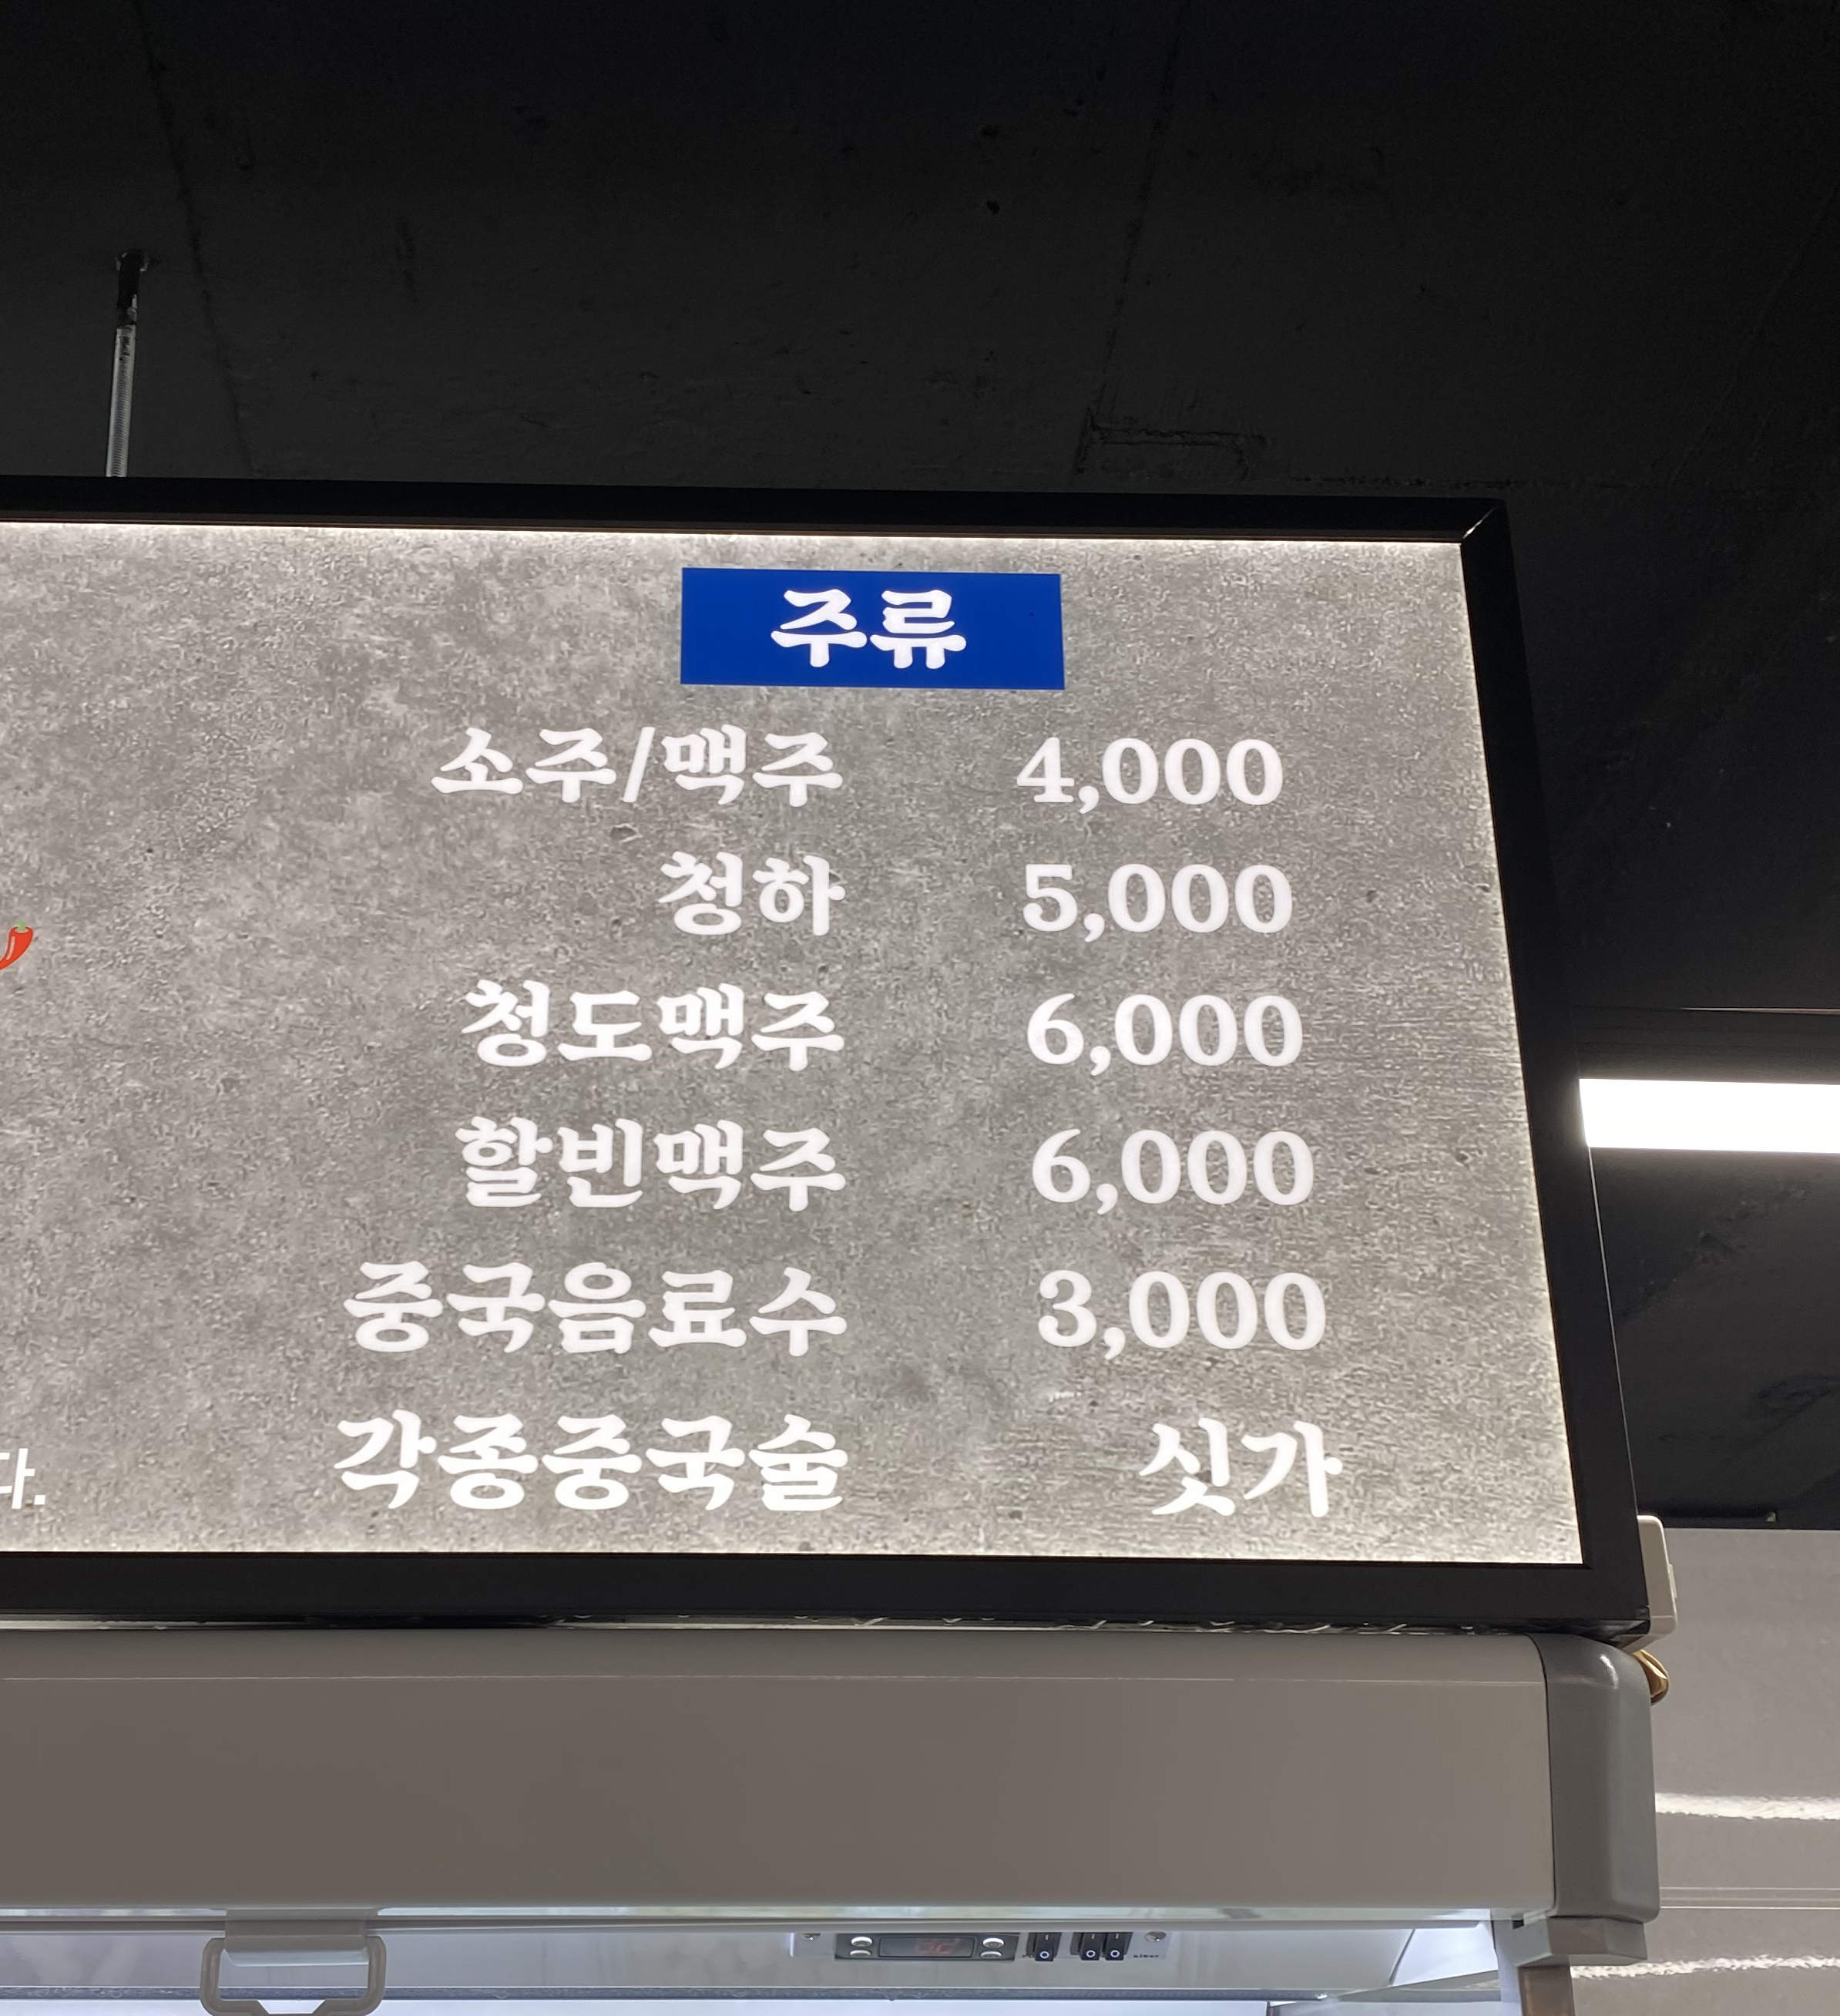 주류
소주/맥주 4,000
청하 5,000
청도맥주 6,000
할빈맥주 6,000
중국음료수 3,000
각종중국술 싯가
다.